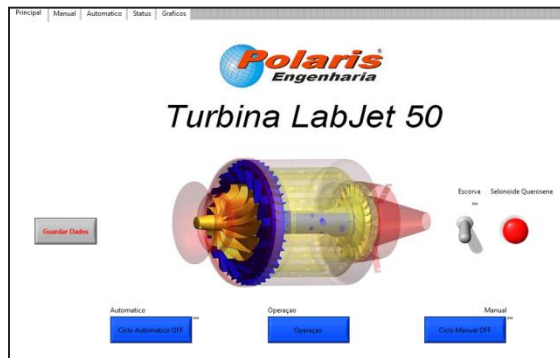 Principal Manual Automatico Status Graficos
Polaris®
Engenharia
Turbina LabJet 50
Escorva Selonoide Querosene
Guardar Dados
Automatico Operaçao Manual
Ciclo Automatico OFF Operaçao Ciclo Manual OFF